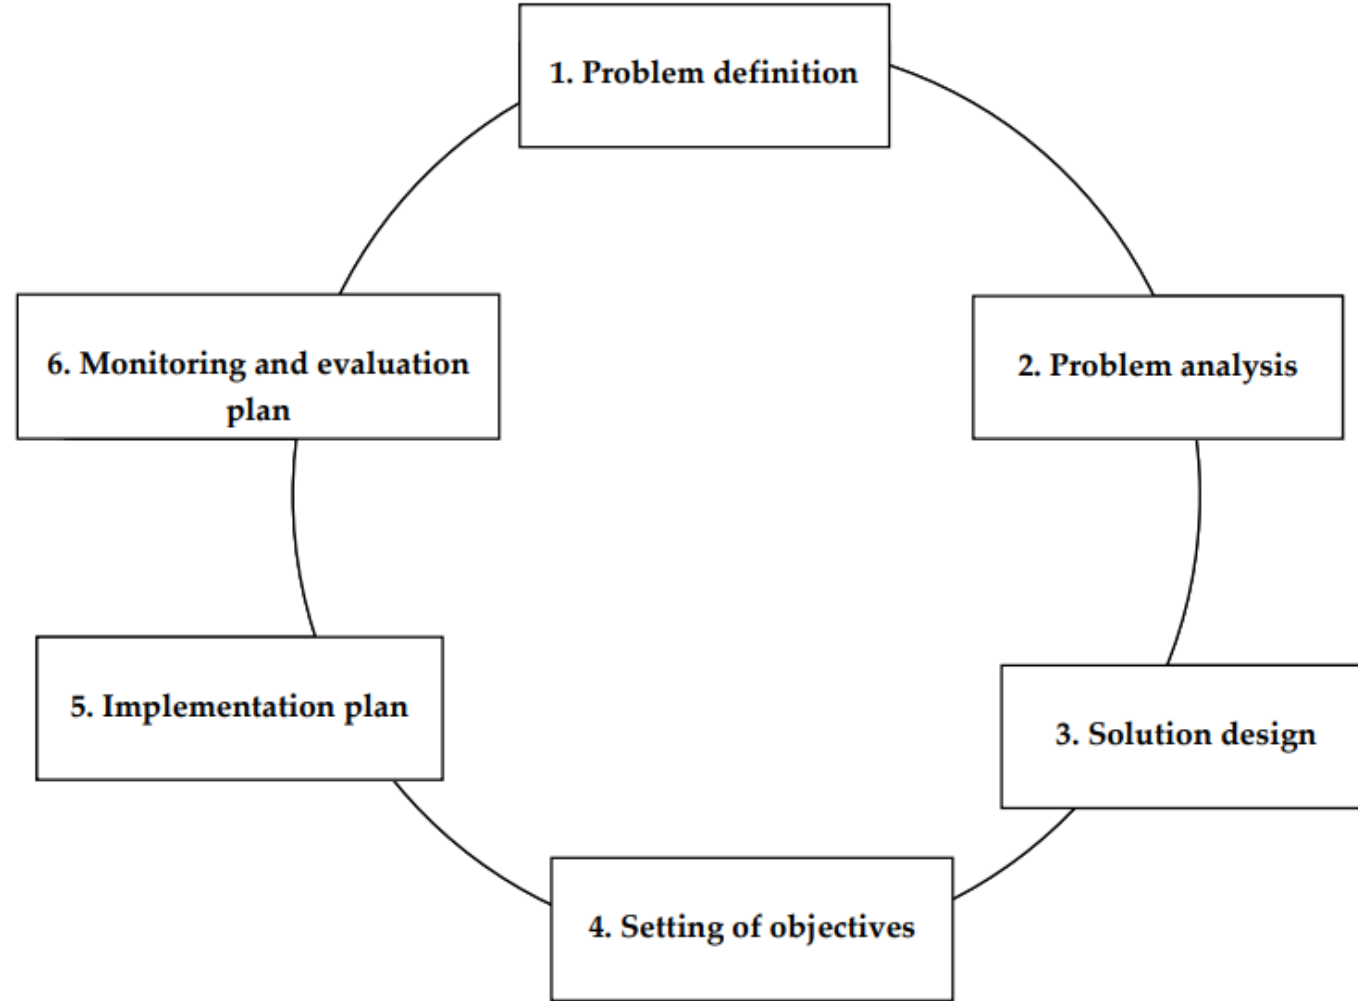 1. Problem definition
2. Problem analysis
3. Solution design
4. Setting of objectives
5. Implementation plan
6. Monitoring and evaluation
plan